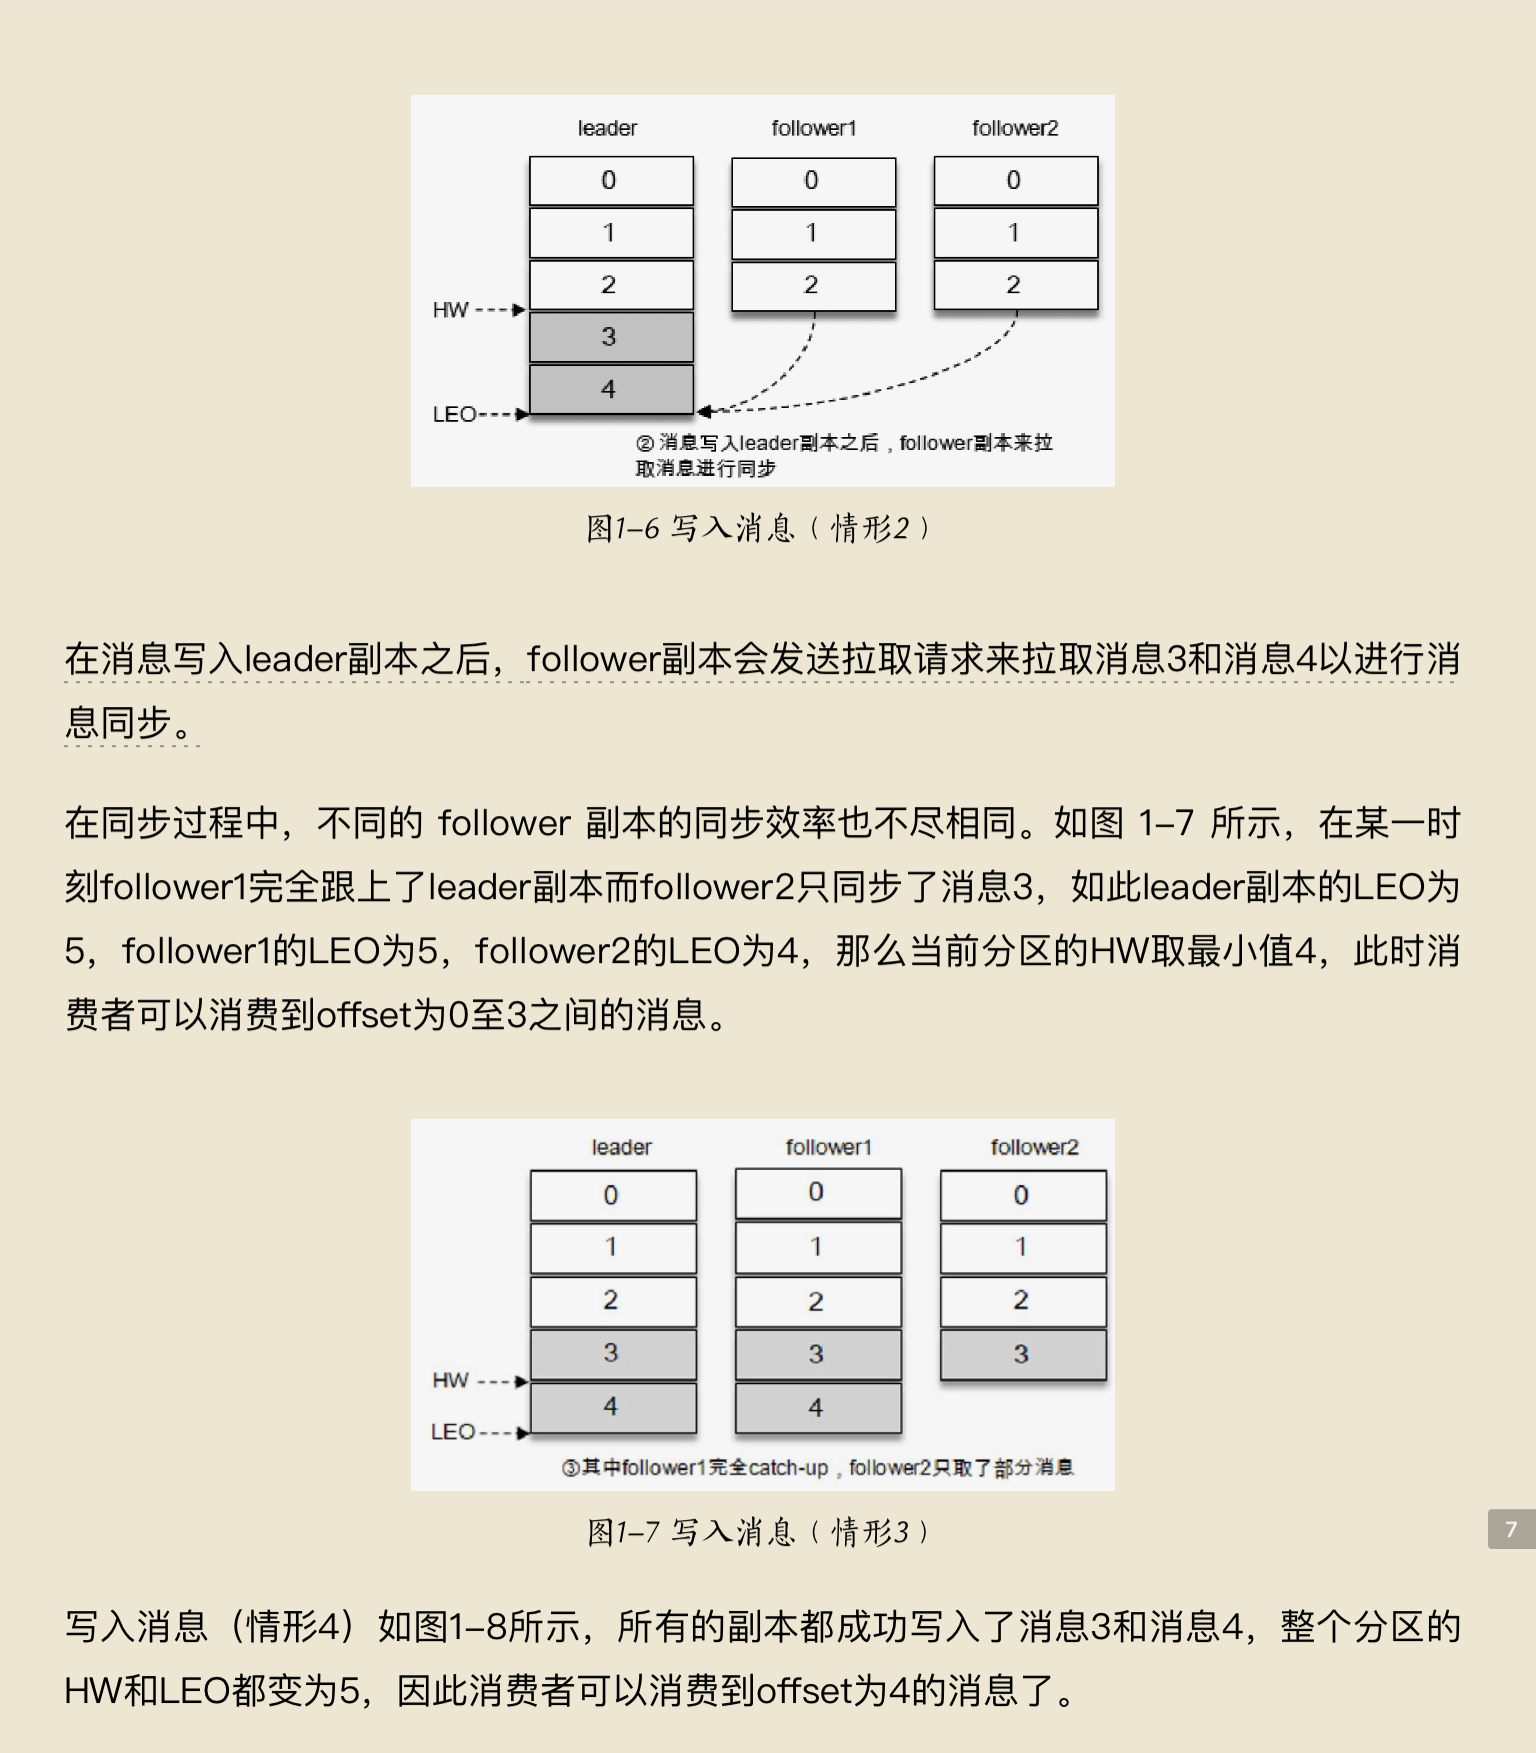 leader follower1 follower2
0 0 0
1 1 1
2 2 2
HW
3
4
LEO
② 消息写入leader副本之后，follower副本来拉
取消息进行同步
图1–6 写入消息（情形2）
在消息写入leader副本之后，follower副本会发送拉取请求来拉取消息3和消息4以进行消
息同步。
在同步过程中，不同的 follower 副本的同步效率也不尽相同。如图 1–7 所示，在某一时
刻follower1完全跟上了leader副本而follower2只同步了消息3，如此leader副本的LEO为
5，follower1的LEO为5，follower2的LEO为4，那么当前分区的HW取最小值4，此时消
费者可以消费到offset为0至3之间的消息。
leader follower1 follower2
0 0 0
1 1 1
2 2 2
3 3 3
HW
4 4
LEO
③其中follower1完全catch-up，follower2只取了部分消息
图1–7 写入消息（情形3）
7
写入消息（情形4）如图1–8所示，所有的副本都成功写入了消息3和消息4，整个分区的
HW和LEO都变为5，因此消费者可以消费到offset为4的消息了。